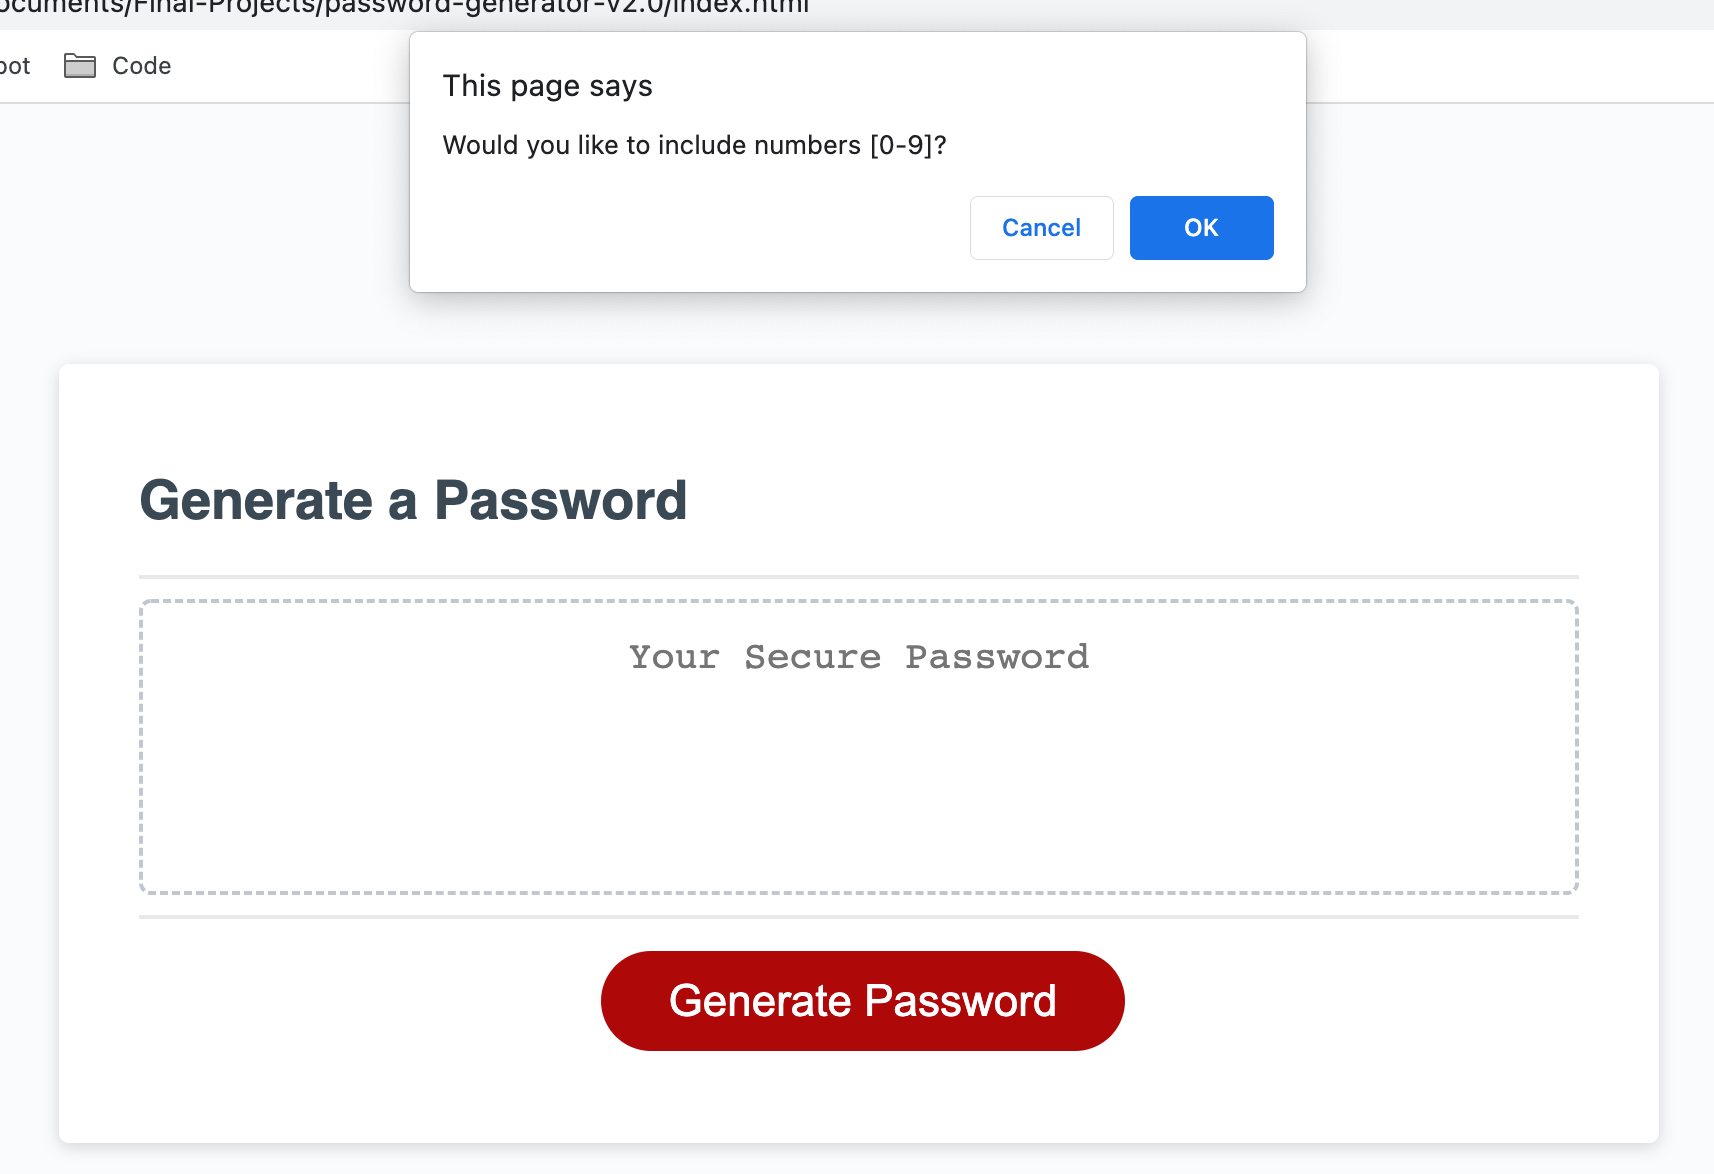 ocuments/Final-Projects/password-generator-v2.0/index.html
oot
Code
This page says
Would you like to include numbers [0-9]?
Cancel
OK
Generate a Password
Your Secure Password
Generate Password